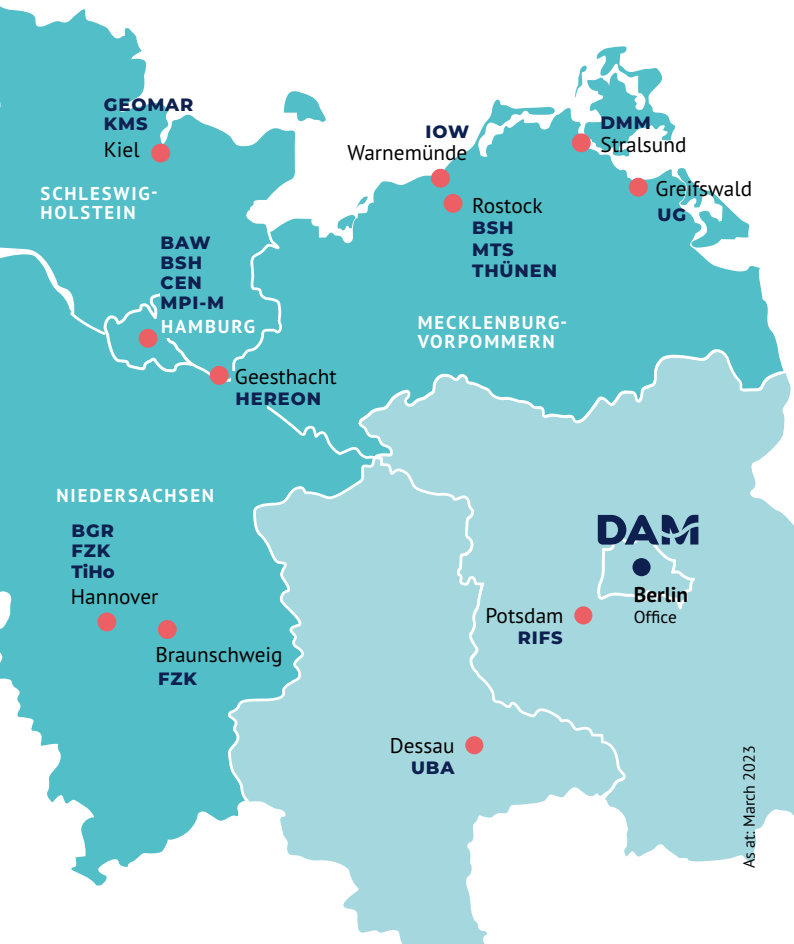 GEOMAR
KMS
Kiel
SCHLESWIG-
HOLSTEIN
IOW
Warnemünde
DMM
Stralsund
Greifswald
UG
Rostock
BSH
MTS
THÜNEN
BAW
BSH
CEN
MPI-M
HAMBURG
MECKLENBURG-
VORPOMMERN
Geesthacht
HEREON
NIEDERSACHSEN
BGR
FZK
TiHo
Hannover
Braunschweig
FZK
DAM
Berlin
Office
Potsdam
RIFS
Dessau
UBA
As at: March 2023